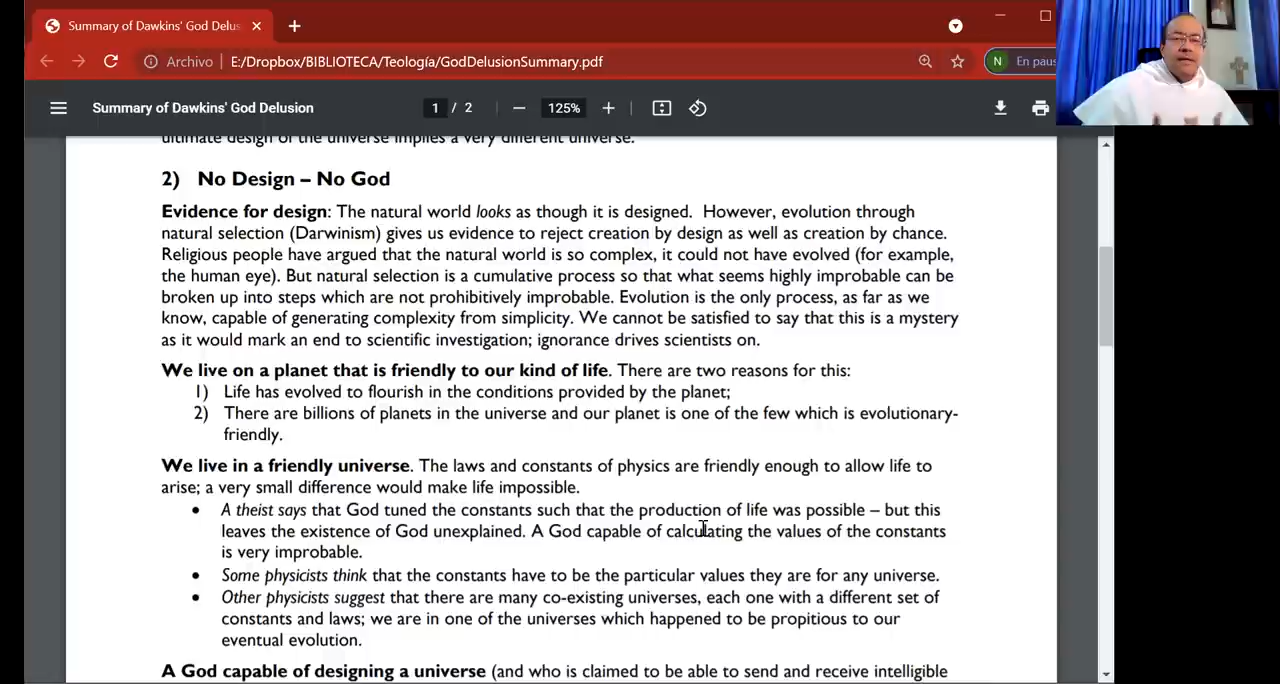 Summary of Dawkins' God Delus
Archivo
E:/Dropbox/BIBLIOTECA/Teología/GodDelusionSummary.pdf
N En paus
Summary of Dawkins' God Delusion
1 / 2
125%
ultimate design of the universe implies a very different universe.
2) No Design – No God
Evidence for design: The natural world looks as though it is designed. However, evolution through
natural selection (Darwinism) gives us evidence to reject creation by design as well as creation by chance.
Religious people have argued that the natural world is so complex, it could not have evolved (for example,
the human eye). But natural selection is a cumulative process so that what seems highly improbable can be
broken up into steps which are not prohibitively improbable. Evolution is the only process, as far as we
know, capable of generating complexity from simplicity. We cannot be satisfied to say that this is a mystery
as it would mark an end to scientific investigation; ignorance drives scientists on.
We live on a planet that is friendly to our kind of life. There are two reasons for this:
1) Life has evolved to flourish in the conditions provided by the planet;
2) There are billions of planets in the universe and our planet is one of the few which is evolutionary-
friendly.
We live in a friendly universe. The laws and constants of physics are friendly enough to allow life to
arise; a very small difference would make life impossible.
• A theist says that God tuned the constants such that the production of life was possible – but this
leaves the existence of God unexplained. A God capable of calculating the values of the constants
is very improbable.
• Some physicists think that the constants have to be the particular values they are for any universe.
• Other physicists suggest that there are many co-existing universes, each one with a different set of
constants and laws; we are in one of the universes which happened to be propitious to our
eventual evolution.
A God capable of designing a universe (and who is claimed to be able to send and receive intelligible